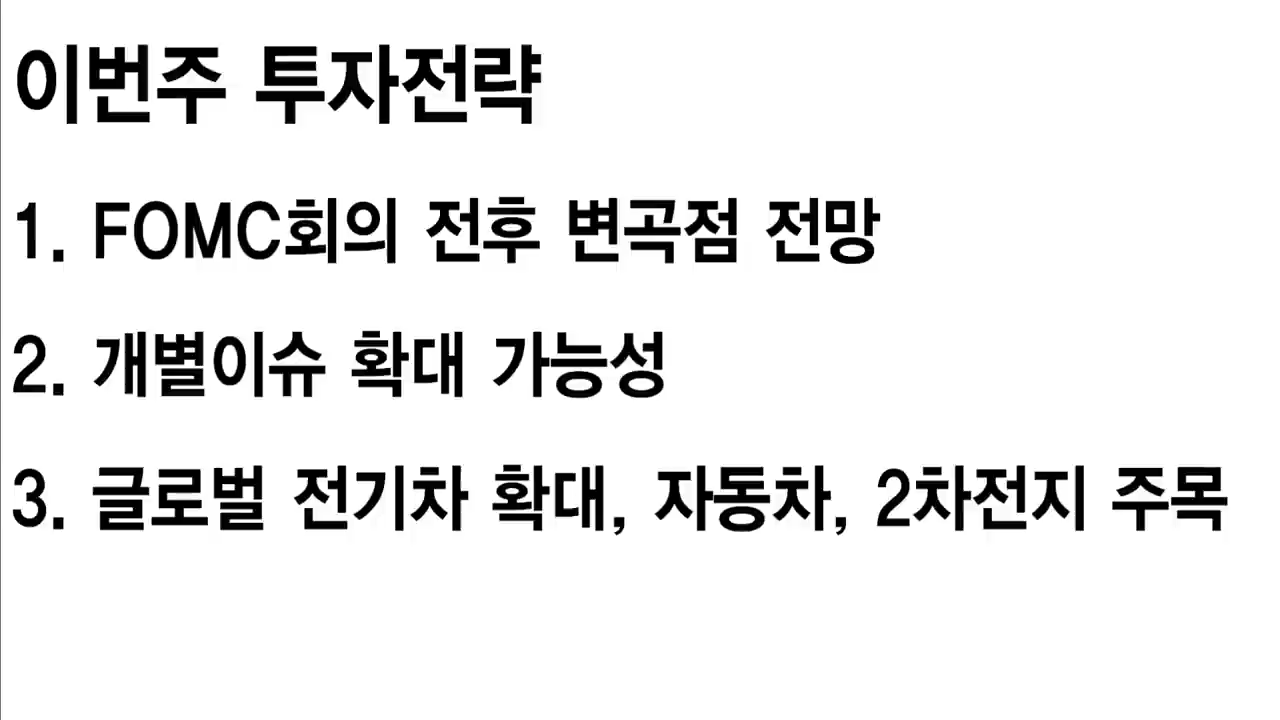 이번주 투자전략
1. FOMC회의 전후 변곡점 전망
2. 개별이슈 확대 가능성
3. 글로벌 전기차 확대, 자동차, 2차전지 주목